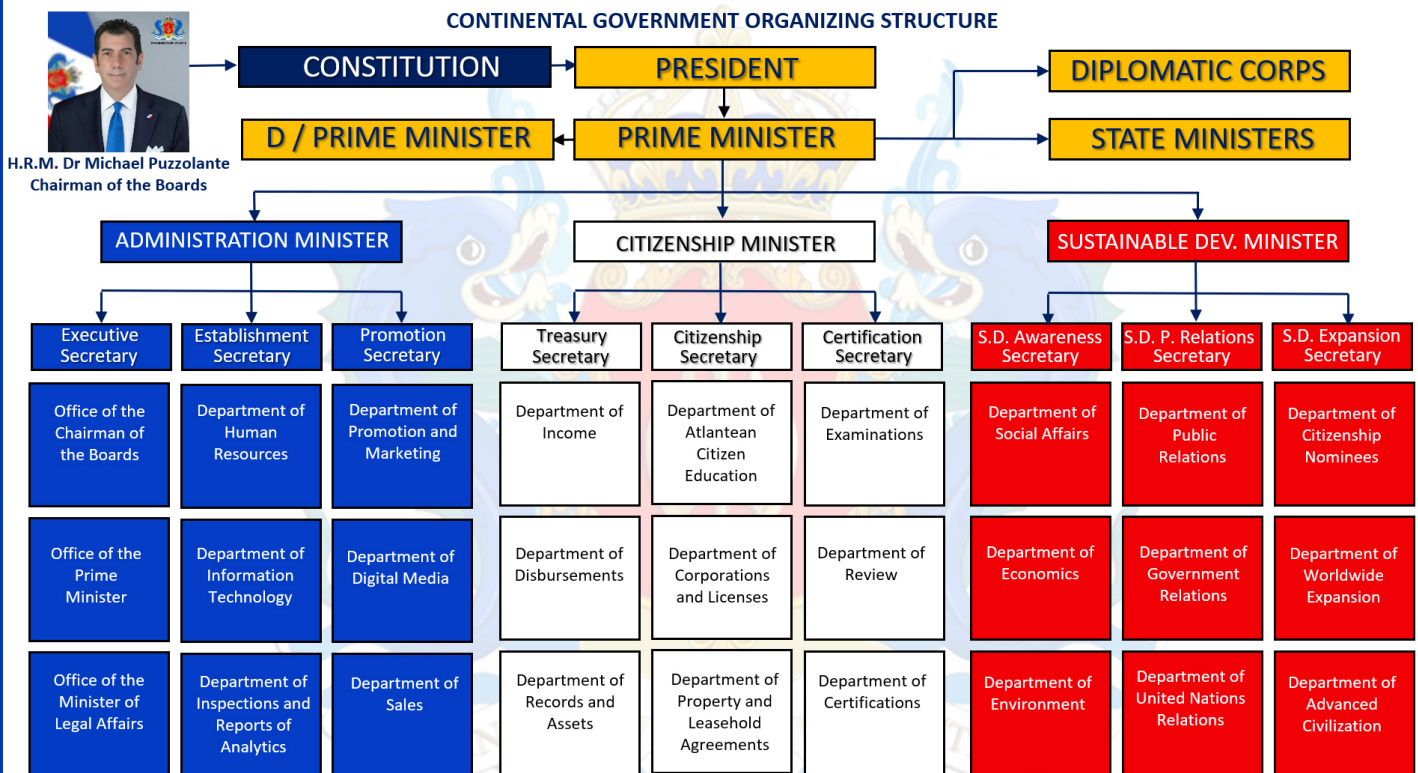 CONTINENTAL GOVERNMENT ORGANIZING STRUCTURE
CONSTITUTION
PRESIDENT
DIPLOMATIC CORPS
D / PRIME MINISTER
PRIME MINISTER
STATE MINISTERS
H.R.M. Dr Michael Puzzolante
Chairman of the Boards
ADMINISTRATION MINISTER
CITIZENSHIP MINISTER
SUSTAINABLE DEV. MINISTER
Executive
Secretary
Establishment
Secretary
Promotion
Secretary
Treasury
Secretary
Citizenship
Secretary
Certification
Secretary
S.D. Awareness
Secretary
S.D. P. Relations
Secretary
S.D. Expansion
Secretary
Office of the
Chairman of
the Boards
Department of
Human
Resources
Department of
Promotion and
Marketing
Department of
Income
Department of
Atlantean
Citizen
Education
Department of
Examinations
Department of
Social Affairs
Department of
Public
Relations
Department of
Citizenship
Nominees
Office of the
Prime
Minister
Department of
Information
Technology
Department of
Digital Media
Department of
Disbursements
Department of
Corporations
and Licenses
Department of
Review
Department of
Economics
Department of
Government
Relations
Department of
Worldwide
Expansion
Office of the
Minister of
Legal Affairs
Department of
Inspections and
Reports of
Analytics
Department of
Sales
Department of
Records and
Assets
Department of
Property and
Leasehold
Agreements
Department of
Certifications
Department of
Environment
Department of
United Nations
Relations
Department of
Advanced
Civilization